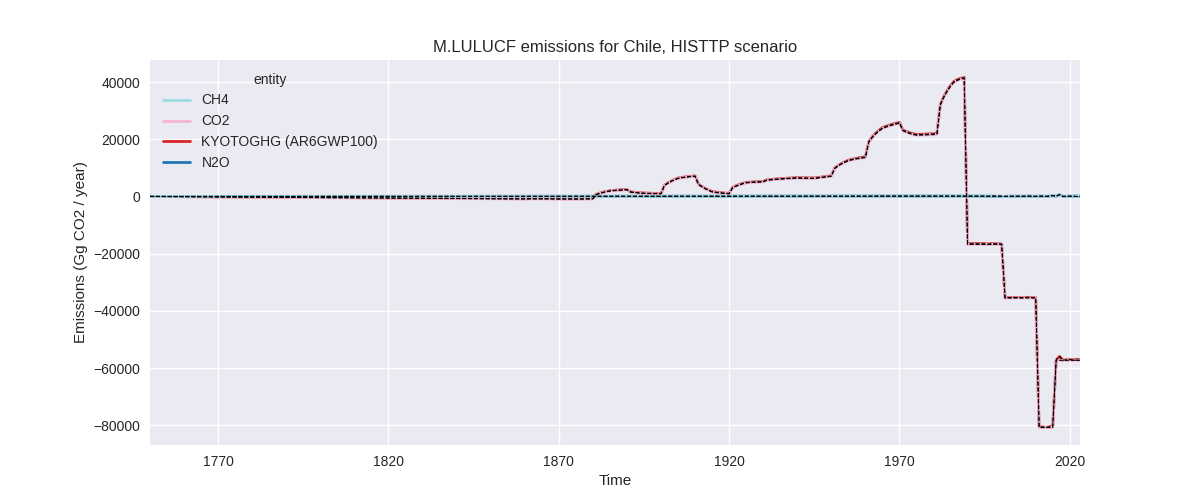 M.LULUCF emissions for Chile, HISTTP scenario
entity
CH4
CO2
KYOTOGHG (AR6GWP100)
N2O
Emissions (Gg CO2 / year)
40000
20000
0
−20000
−40000
−60000
−80000
1770
1820
1870
1920
1970
2020
Time